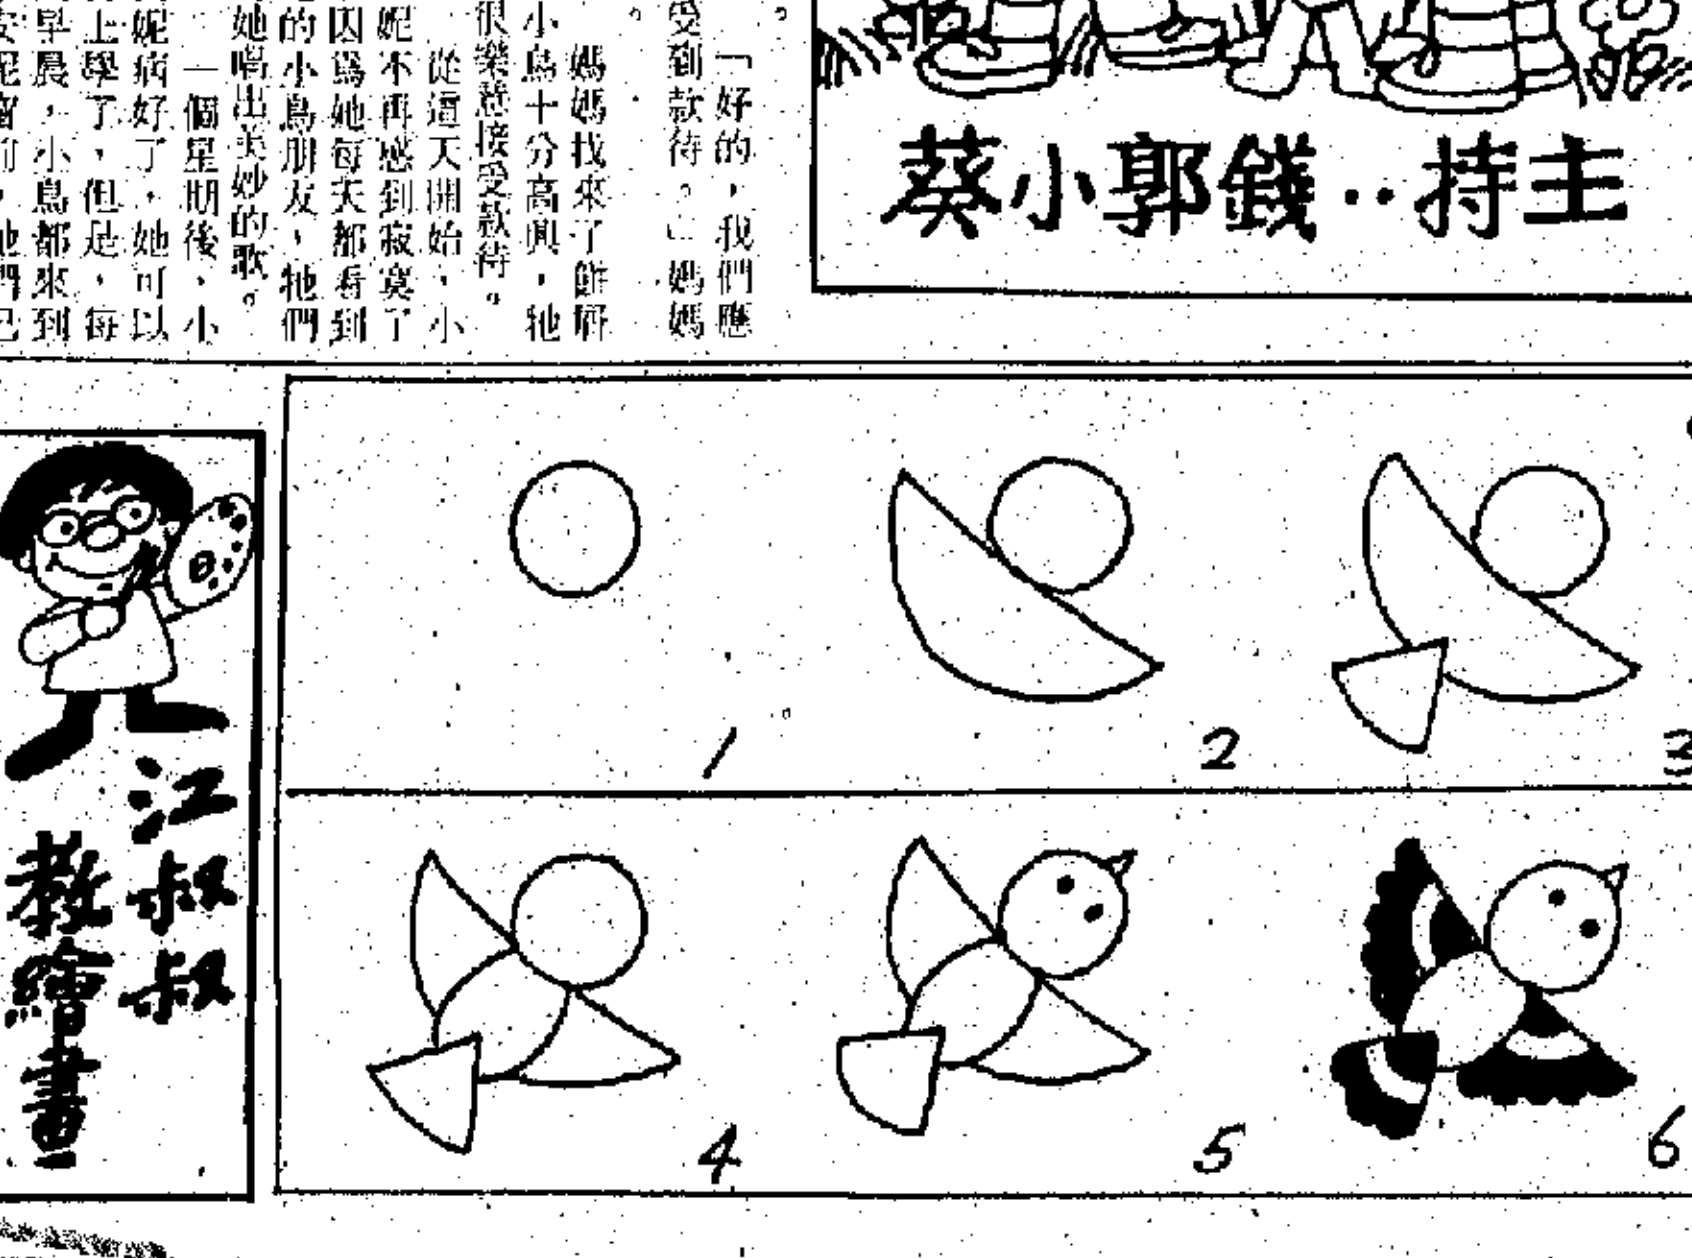 「好的，我們應
受到款待。」媽媽
。
媽媽找來了餅屑
小鳥十分高興，牠
很樂意接受款待。
從這天開始，小
妮不再感到寂寞了
因爲她每天都看到
的小鳥朋友，牠們
她唱出美妙的歌。
一個星期後，小
妮病好了，她可以
上學了，但是，每
早晨，小鳥都來到
葵小郭錢：持主
江叔叔
教繪畫
1
2
3
4
5
6